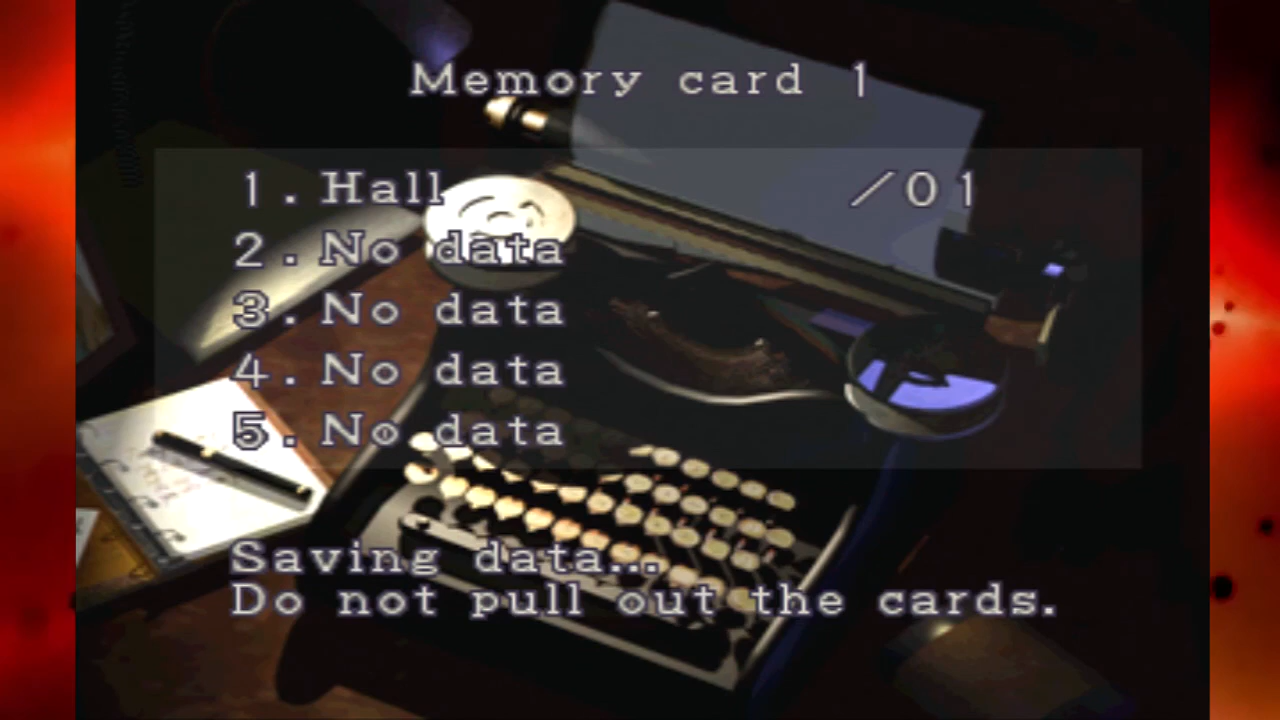 Memory card 1
1. Hall /01
2. No data
3. No data
4. No data
5. No data
Saving data...
Do not pull out the cards.